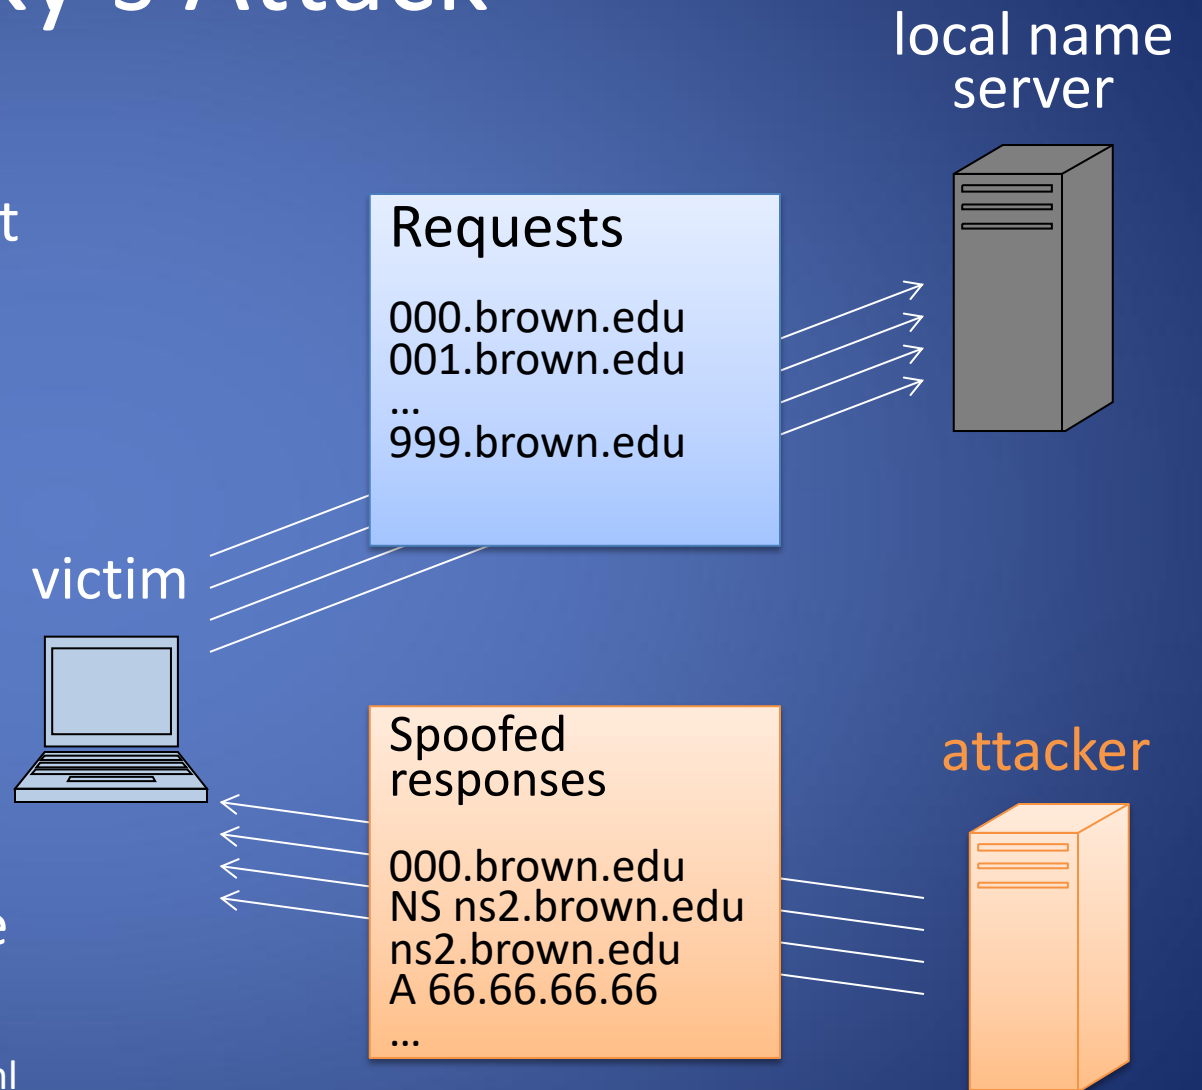 y's Attack
local name
server
t
Requests
000.brown.edu
001.brown.edu
...
999.brown.edu
victim
Spoofed
responses
attacker
000.brown.edu
NS ns2.brown.edu
ns2.brown.edu
A 66.66.66.66
...
e